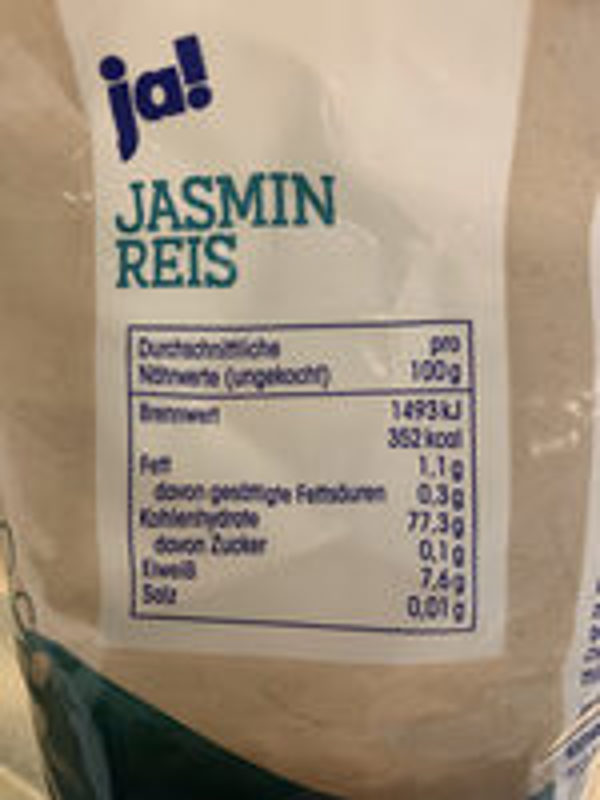 ja!
JASMIN
REIS
Durchschnittliche pro
Nährwerte (ungekocht) 100g
Brennwert 1493kJ
352kcal
Fett 1,1g
davon gesättigte Fettsäuren 0,3g
Kohlenhydrate 77,3g
davon Zucker 0,1g
Eiweiß 7,6g
Salz 0,01g